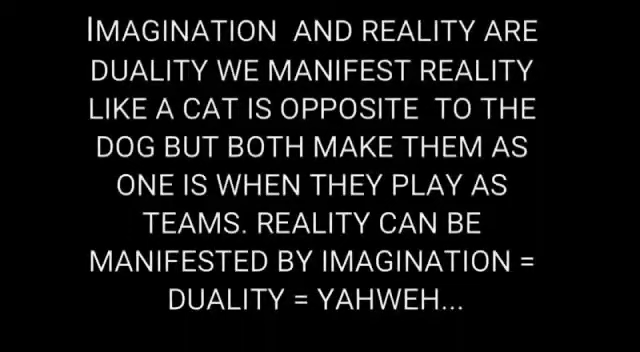 IMAGINATION  AND REALITY ARE
DUALITY WE MANIFEST REALITY
LIKE A CAT IS OPPOSITE  TO THE
DOG BUT BOTH MAKE THEM AS
ONE IS WHEN THEY PLAY AS
TEAMS. REALITY CAN BE
MANIFESTED BY IMAGINATION =
DUALITY = YAHWEH...